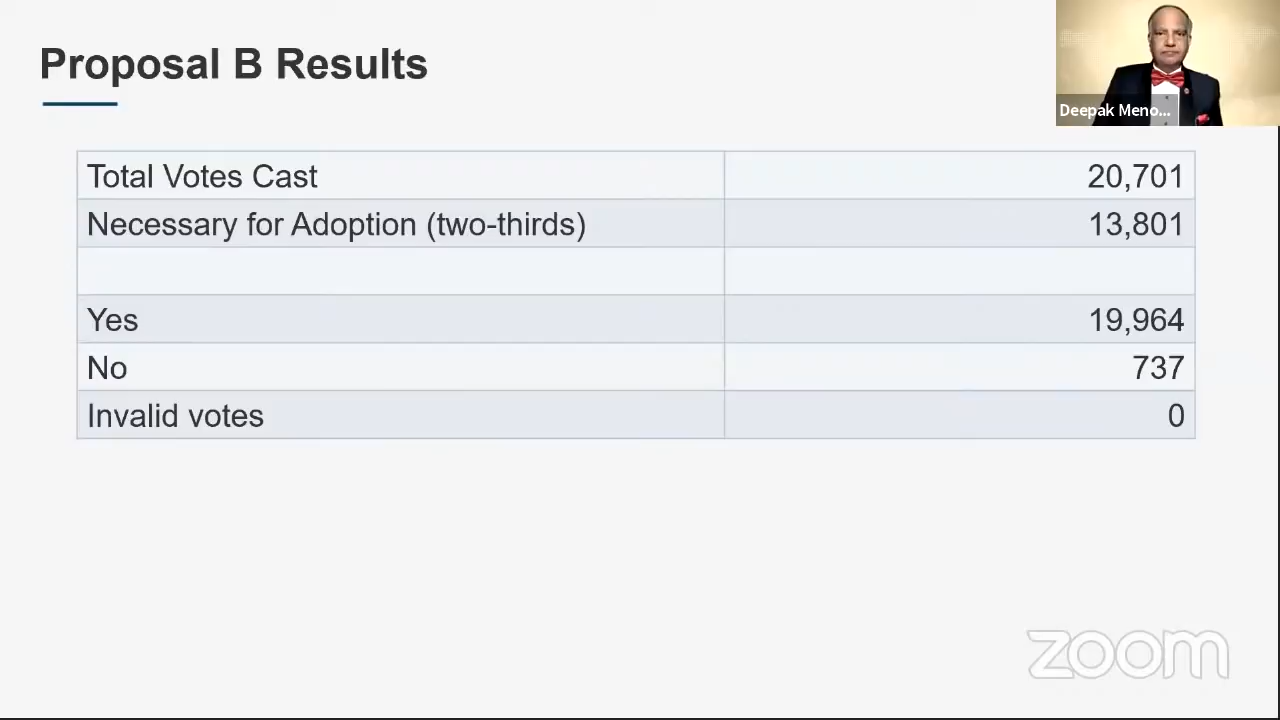 Proposal B Results
Deepak Meno...
Total Votes Cast 20,701
Necessary for Adoption (two-thirds) 13,801
Yes 19,964
No 737
Invalid votes 0
zoom